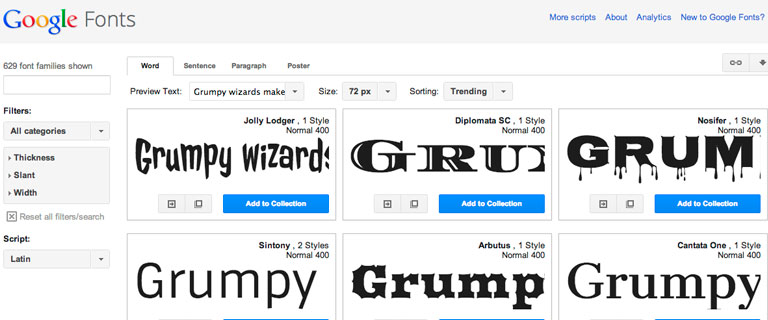 Google Fonts
More scripts About Analytics New to Google Fonts?
629 font families shown
Word Sentence Paragraph Poster
Preview Text: Grumpy wizards make Size: 72 px Sorting: Trending
Filters:
All categories
Thickness
Slant
Width
Reset all filters/search
Script:
Latin
Jolly Lodger , 1 Style
Normal 400
Grumpy wizards
Add to Collection
Diplomata SC , 1 Style
Normal 400
GRU
Add to Collection
Nosifer , 1 Style
Normal 400
GRUM
Add to Collection
Sintony , 2 Styles
Normal 400
Grumpy
Arbutus , 1 Style
Normal 400
Grump
Cantata One , 1 Style
Normal 400
Grumpy